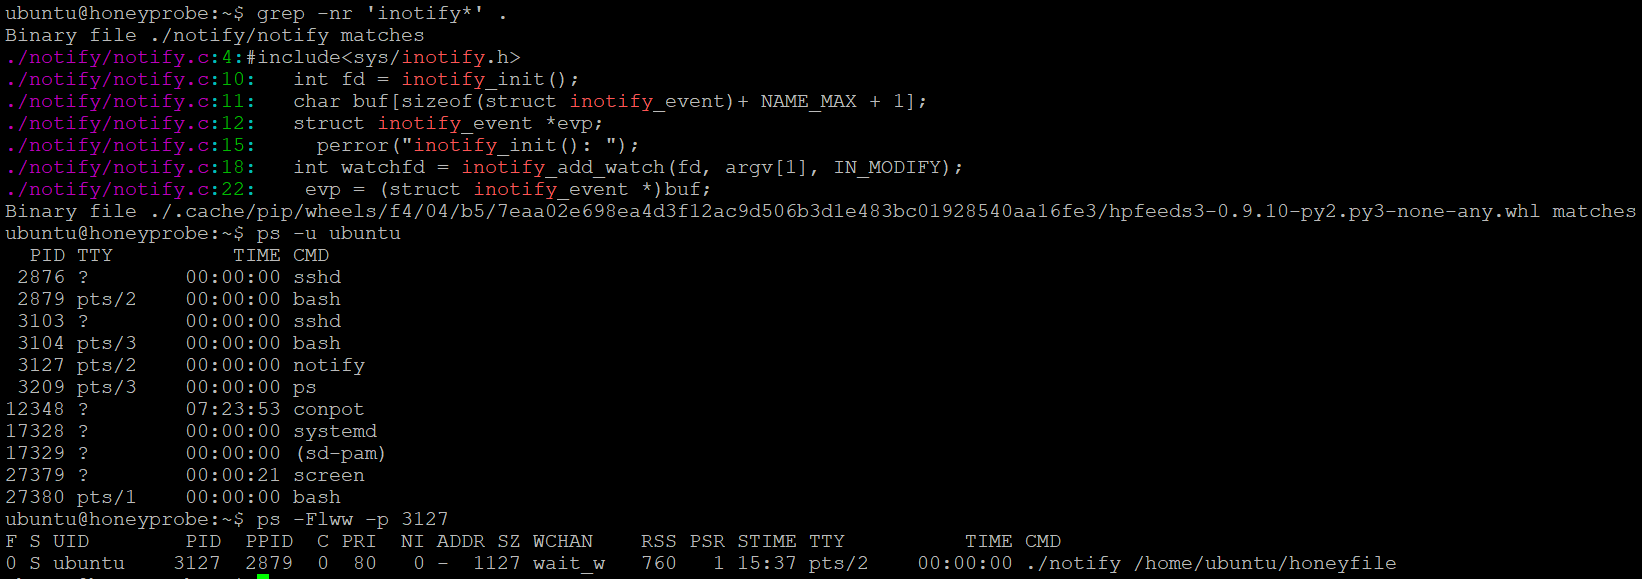 ubuntu@honeyprobe:~$ grep -nr 'inotify*' .
Binary file ./notify/notify matches
./notify/notify.c:4:#include<sys/inotify.h>
./notify/notify.c:10:   int fd = inotify_init();
./notify/notify.c:11:   char buf[sizeof(struct inotify_event)+ NAME_MAX + 1];
./notify/notify.c:12:   struct inotify_event *evp;
./notify/notify.c:15:     perror("inotify_init(): ");
./notify/notify.c:18:   int watchfd = inotify_add_watch(fd, argv[1], IN_MODIFY);
./notify/notify.c:22:    evp = (struct inotify_event *)buf;
Binary file ./.cache/pip/wheels/f4/04/b5/7eaa02e698ea4d3f12ac9d506b3d1e483bc01928540aa16fe3/hpfeeds3-0.9.10-py2.py3-none-any.whl matches
ubuntu@honeyprobe:~$ ps -u ubuntu
  PID TTY          TIME CMD
 2876 ?        00:00:00 sshd
 2879 pts/2    00:00:00 bash
 3103 ?        00:00:00 sshd
 3104 pts/3    00:00:00 bash
 3127 pts/2    00:00:00 notify
 3209 pts/3    00:00:00 ps
12348 ?        07:23:53 conpot
17328 ?        00:00:00 systemd
17329 ?        00:00:00 (sd-pam)
27379 ?        00:00:21 screen
27380 pts/1    00:00:00 bash
ubuntu@honeyprobe:~$ ps -Flww -p 3127
F S UID        PID  PPID  C PRI  NI ADDR SZ WCHAN    RSS PSR STIME TTY          TIME CMD
0 S ubuntu    3127  2879  0  80   0 -  1127 wait_w   760   1 15:37 pts/2    00:00:00 ./notify /home/ubuntu/honeyfile